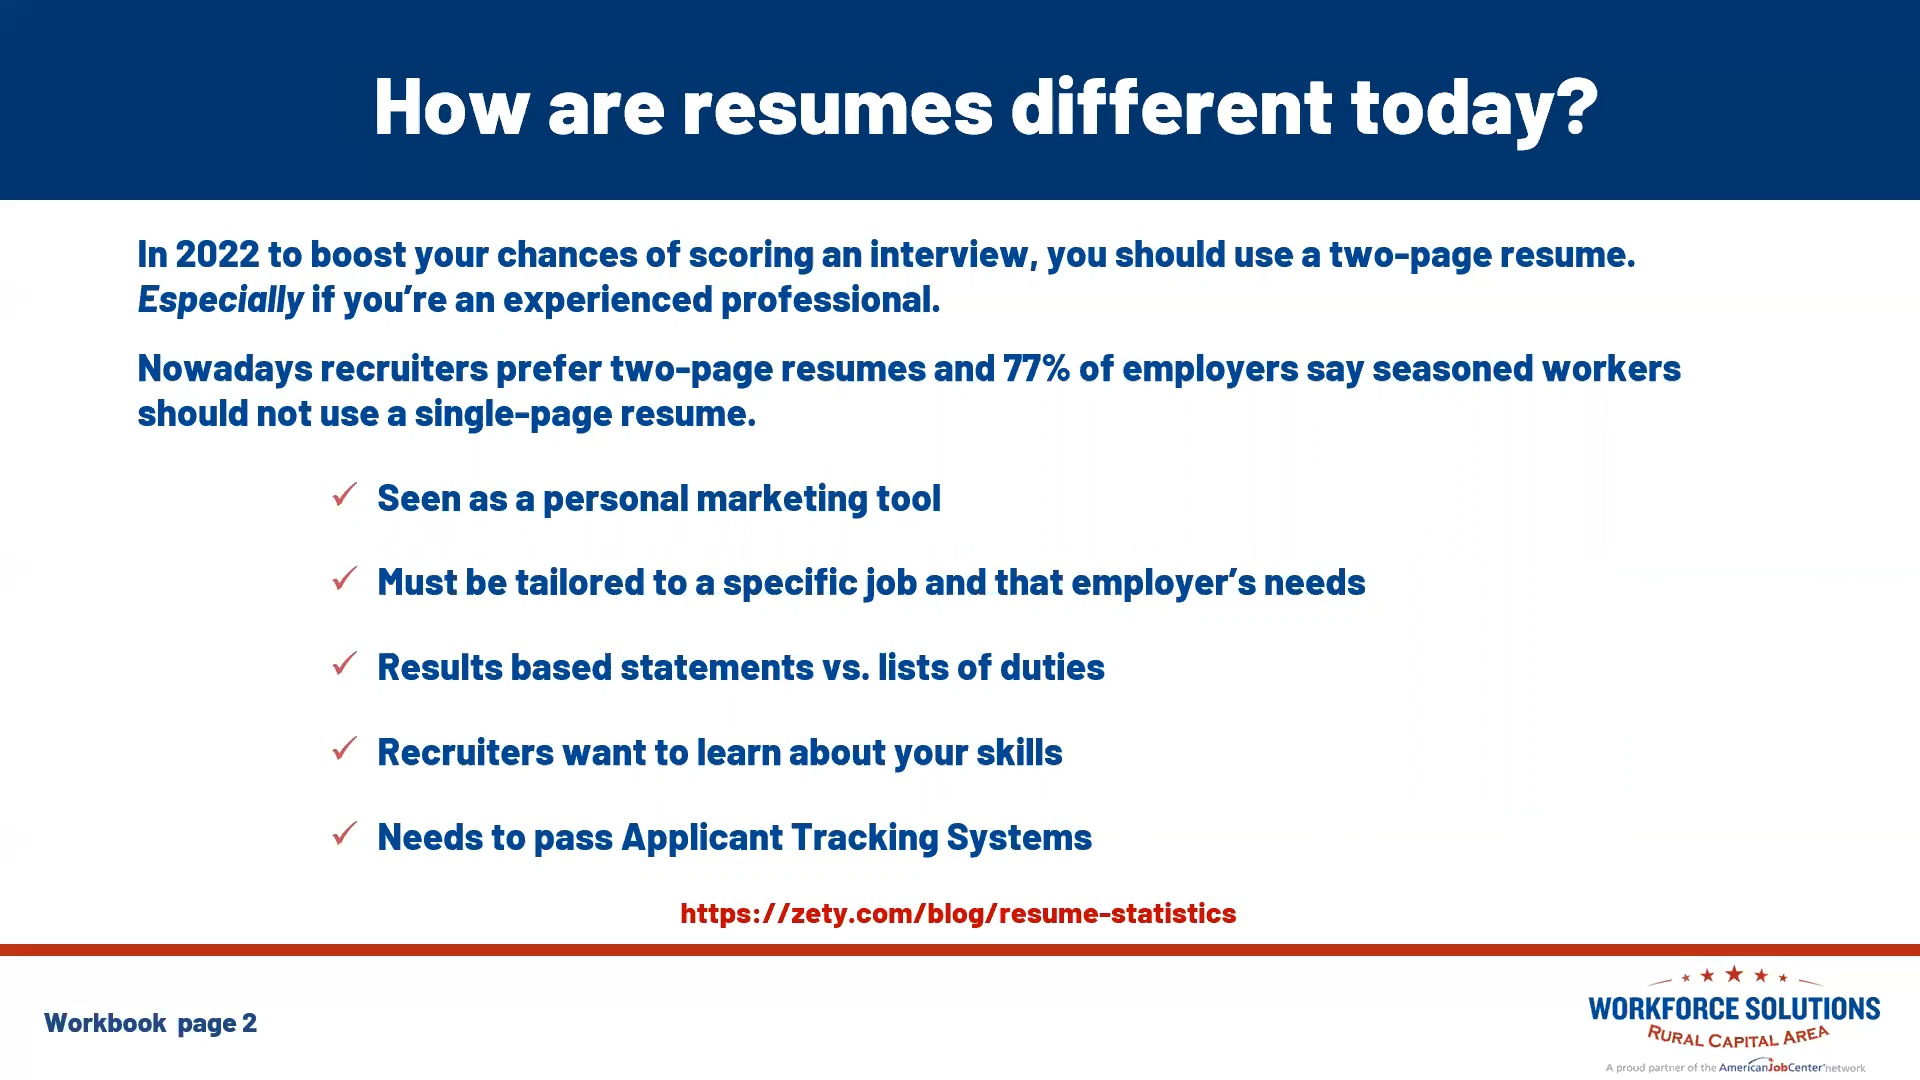 How are resumes different today?
In 2022 to boost your chances of scoring an interview, you should use a two-page resume.
Especially if you’re an experienced professional.
Nowadays recruiters prefer two-page resumes and 77% of employers say seasoned workers
should not use a single-page resume.
✓ Seen as a personal marketing tool
✓ Must be tailored to a specific job and that employer’s needs
✓ Results based statements vs. lists of duties
✓ Recruiters want to learn about your skills
✓ Needs to pass Applicant Tracking Systems
https://zety.com/blog/resume-statistics
Workbook page 2
WORKFORCE SOLUTIONS
RURAL CAPITAL AREA
A proud partner of the AmericanJobCenter network